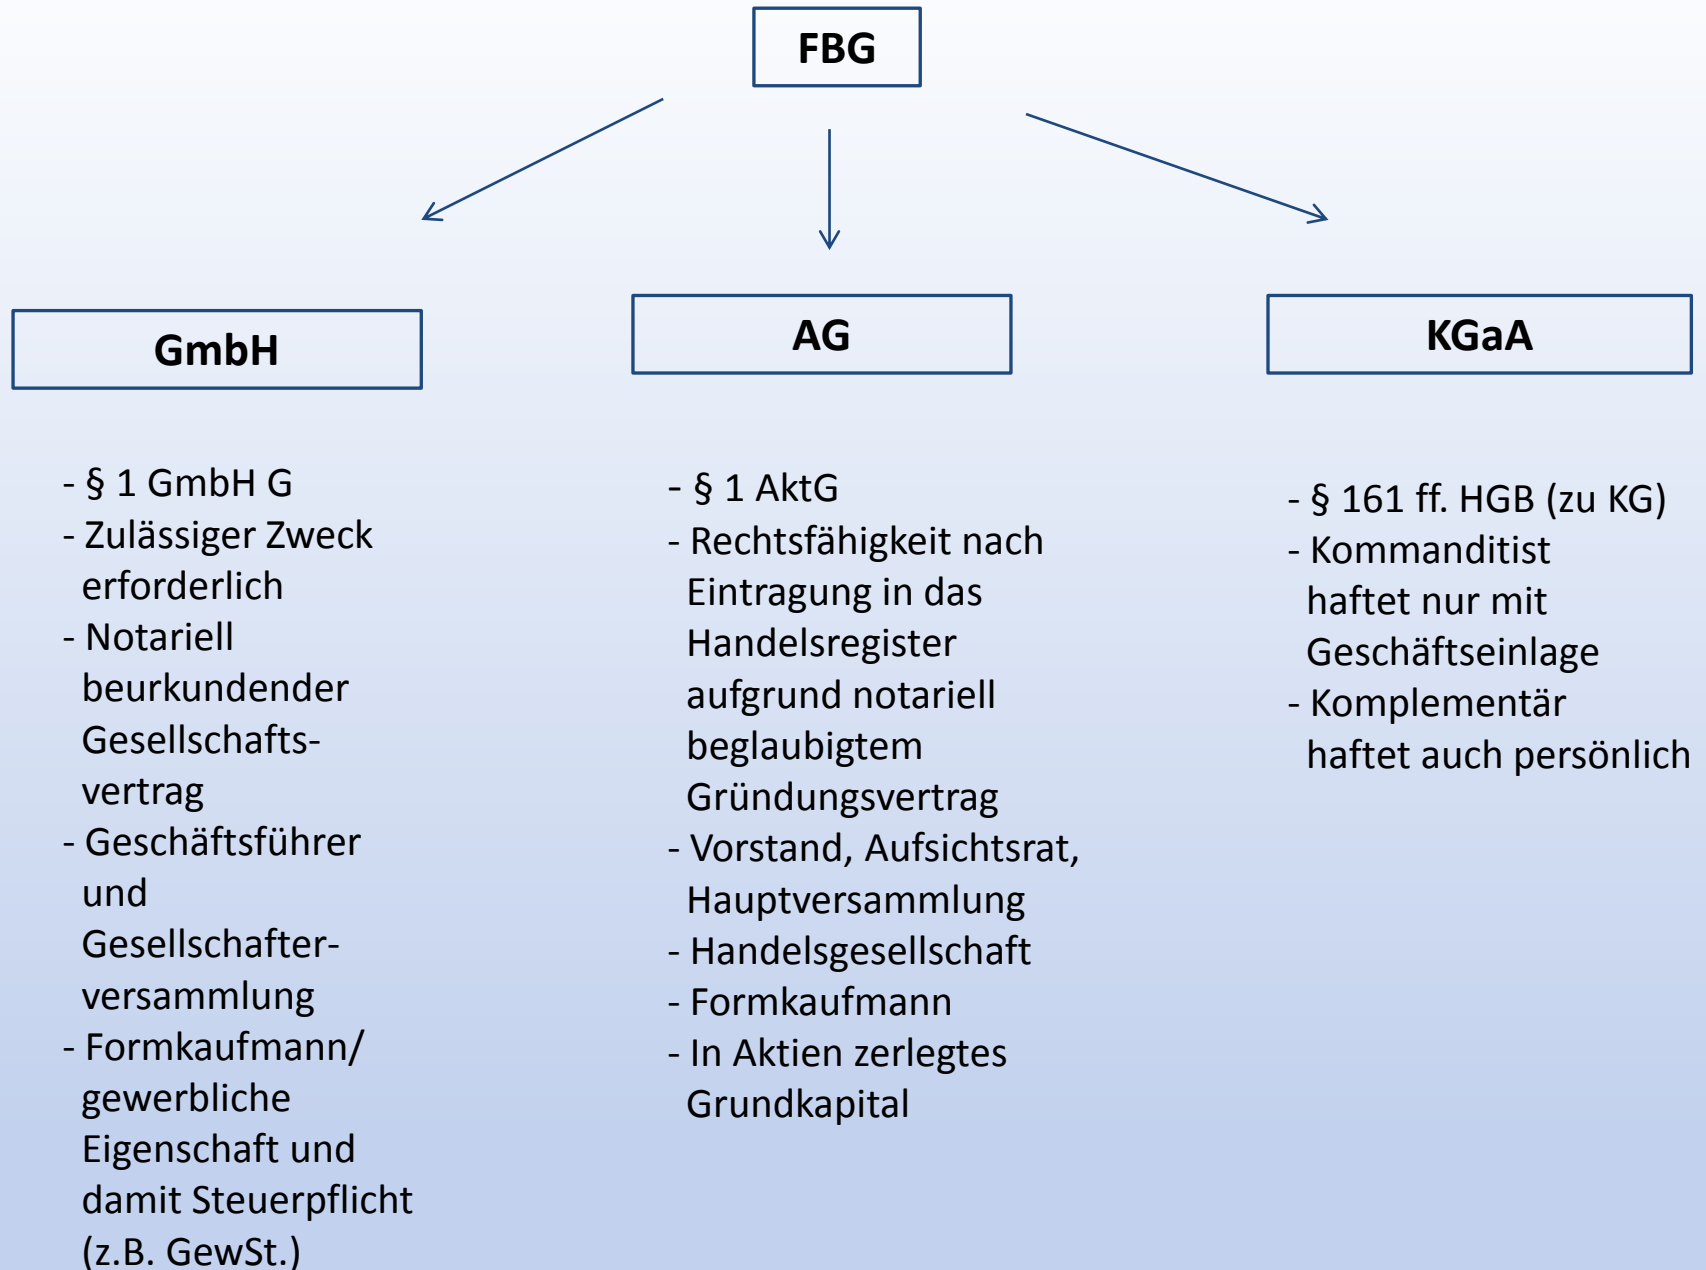 FBG
GmbH
- § 1 GmbH G
- Zulässiger Zweck
erforderlich
- Notariell
beurkundender
Gesellschafts-
vertrag
- Geschäftsführer
und
Gesellschafter-
versammlung
- Formkaufmann/
gewerbliche
Eigenschaft und
damit Steuerpflicht
(z.B. GewSt.)
AG
- § 1 AktG
- Rechtsfähigkeit nach
Eintragung in das
Handelsregister
aufgrund notariell
beglaubigtem
Gründungsvertrag
- Vorstand, Aufsichtsrat,
Hauptversammlung
- Handelsgesellschaft
- Formkaufmann
- In Aktien zerlegtes
Grundkapital
KGaA
- § 161 ff. HGB (zu KG)
- Kommanditist
haftet nur mit
Geschäftseinlage
- Komplementär
haftet auch persönlich